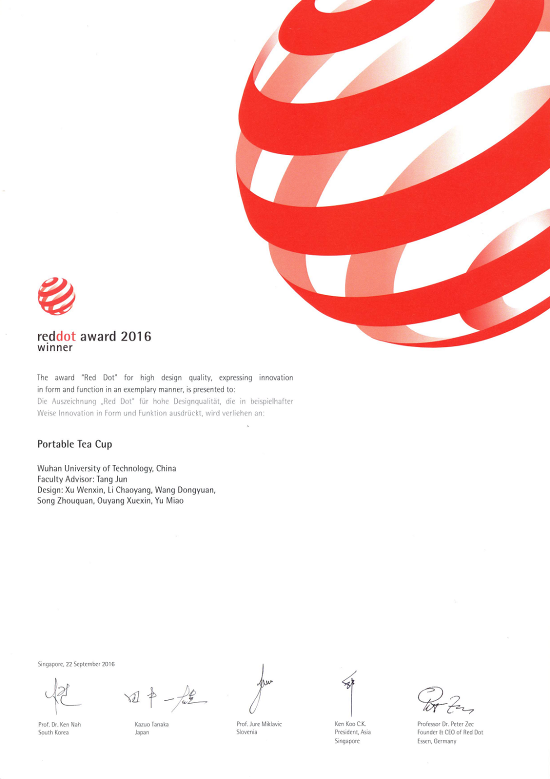 reddot award 2016
winner
The award "Red Dot" for high design quality, expressing innovation
in form and function in an exemplary manner, is presented to:
Die Auszeichnung „Red Dot" für hohe Designqualität, die in beispielhafter
Weise Innovation in Form und Funktion ausdrückt, wird verliehen an:
Portable Tea Cup
Wuhan University of Technology, China
Faculty Advisor: Tang Jun
Design: Xu Wenxin, Li Chaoyang, Wang Dongyuan,
Song Zhouquan, Ouyang Xuexin, Yu Miao
Singapore, 22 September 2016
田中一雄
Prof. Dr. Ken Nah
South Korea
Kazuo Tanaka
Japan
Prof. Jure Miklavc
Slovenia
Ken Koo C.K.
President, Asia
Singapore
Professor Dr. Peter Zec
Founder & CEO of Red Dot
Essen, Germany